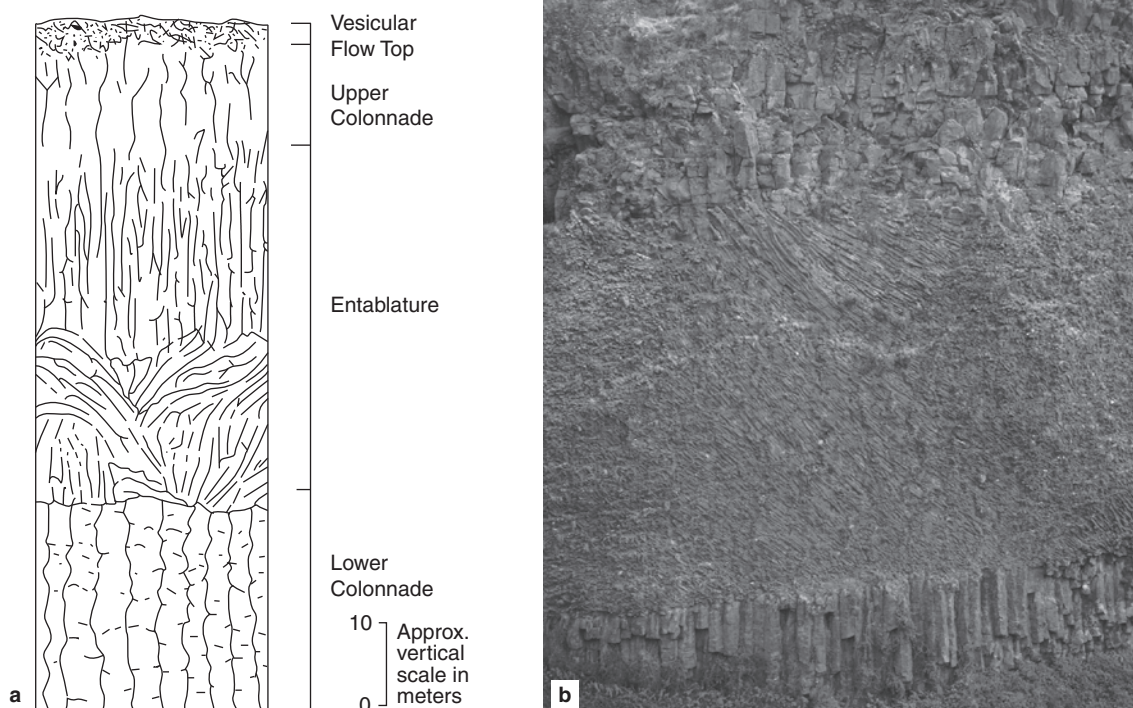 Vesicular
Flow Top
Upper
Colonnade
Entablature
Lower
Colonnade
10
Approx.
vertical
scale in
meters
0
a
b